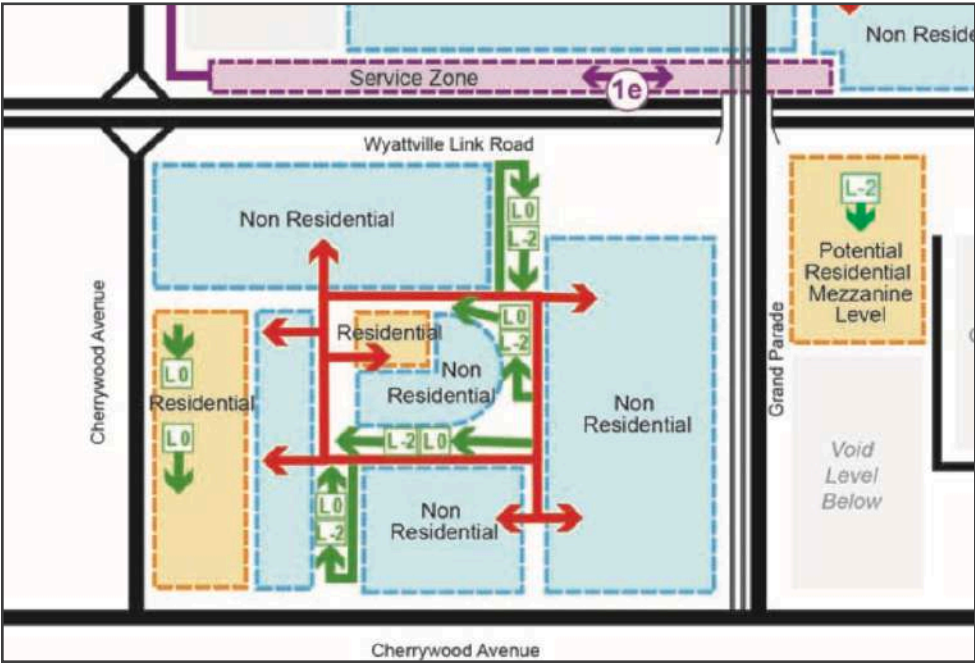 Non Reside
Service Zone
1e
Wyattville Link Road
Non Residential
L0
L-2
L-2
Potential
Residential
Mezzanine
Level
Cherrywood Avenue
L0
Residential
L0
Residential
Non
Residential
L0
L-2
Non
Residential
Grand Parade
L-2 L0
Void
Level
Below
L0
L-2
Non
Residential
Cherrywood Avenue